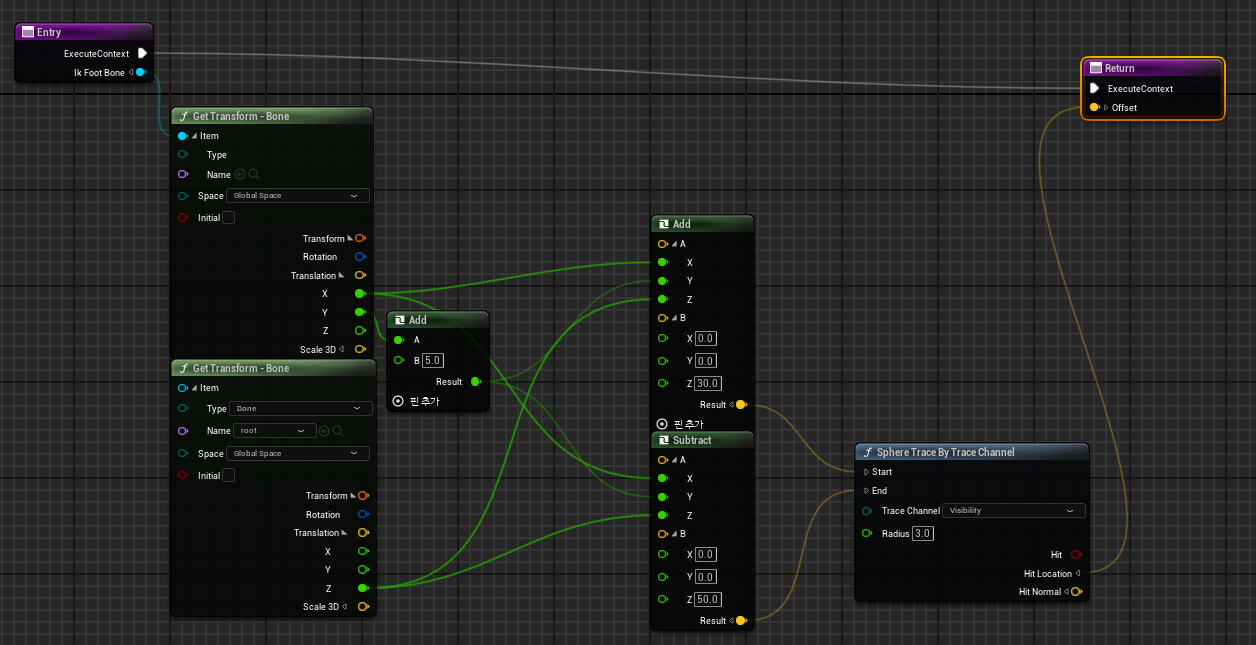 Entry
ExecuteContext
Ik Foot Bone
Return
ExecuteContext
Offset
GetTransform - Bone
Item
Type
Name
Space Global Space
Initial
Transform
Rotation
Translation
X
Y
Z
Scale 3D
GetTransform - Bone
Item
Type Bone
Name root
Space Global Space
Initial
Transform
Rotation
Translation
X
Y
Z
Scale 3D
Add
A
B 5.0
Result
핀 추가
Add
A
X
Y
Z
B
X 0.0
Y 0.0
Z 30.0
Result
핀 추가
Subtract
A
X
Y
Z
B
X 0.0
Y 0.0
Z 50.0
Result
Sphere Trace By Trace Channel
Start
End
Trace Channel Visibility
Radius 3.0
Hit
Hit Location
Hit Normal